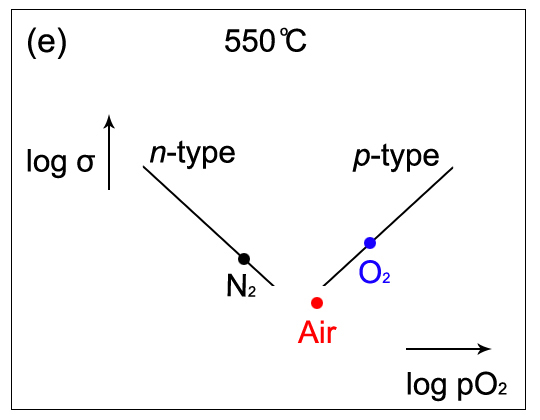 (e)
550℃
log σ
n-type
p-type
N₂
O₂
Air
log pO₂